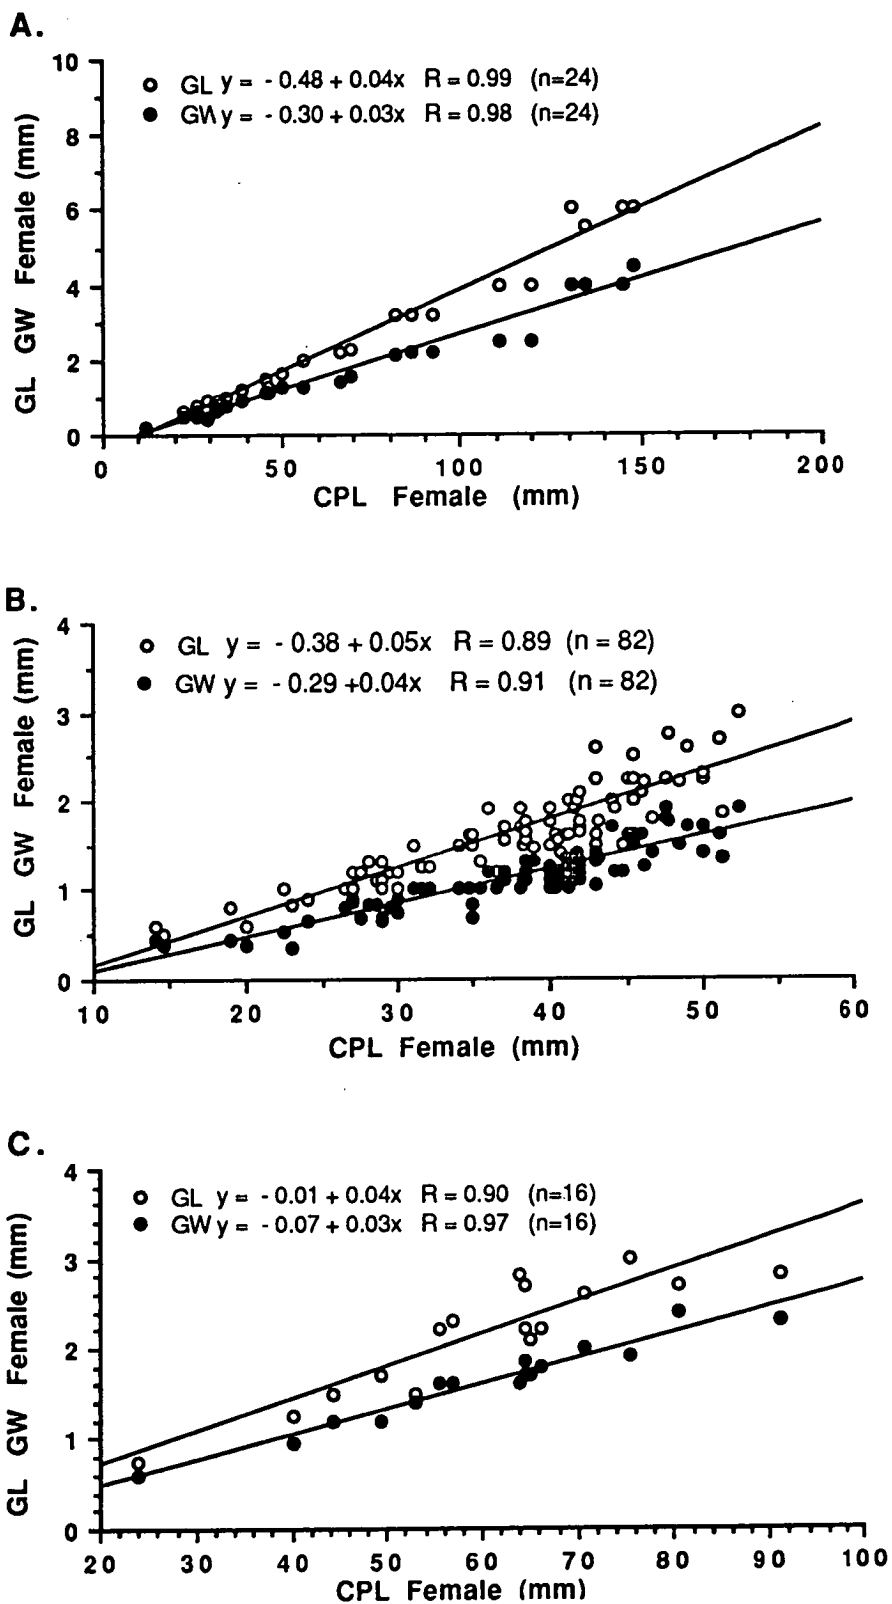 A.
GL GW Female (mm)
10
8
6
4
2
0
GL y = - 0.48 + 0.04x R = 0.99 (n=24)
GW y = - 0.30 + 0.03x R = 0.98 (n=24)
0 50 100 150 200
CPL Female (mm)
B.
GL GW Female (mm)
4
3
2
1
0
GL y = - 0.38 + 0.05x R = 0.89 (n = 82)
GW y = - 0.29 +0.04x R = 0.91 (n = 82)
10 20 30 40 50 60
CPL Female (mm)
C.
GL GW Female (mm)
4
3
2
1
0
GL y = - 0.01 + 0.04x R = 0.90 (n=16)
GW y = - 0.07 + 0.03x R = 0.97 (n=16)
20 30 40 50 60 70 80 90 100
CPL Female (mm)